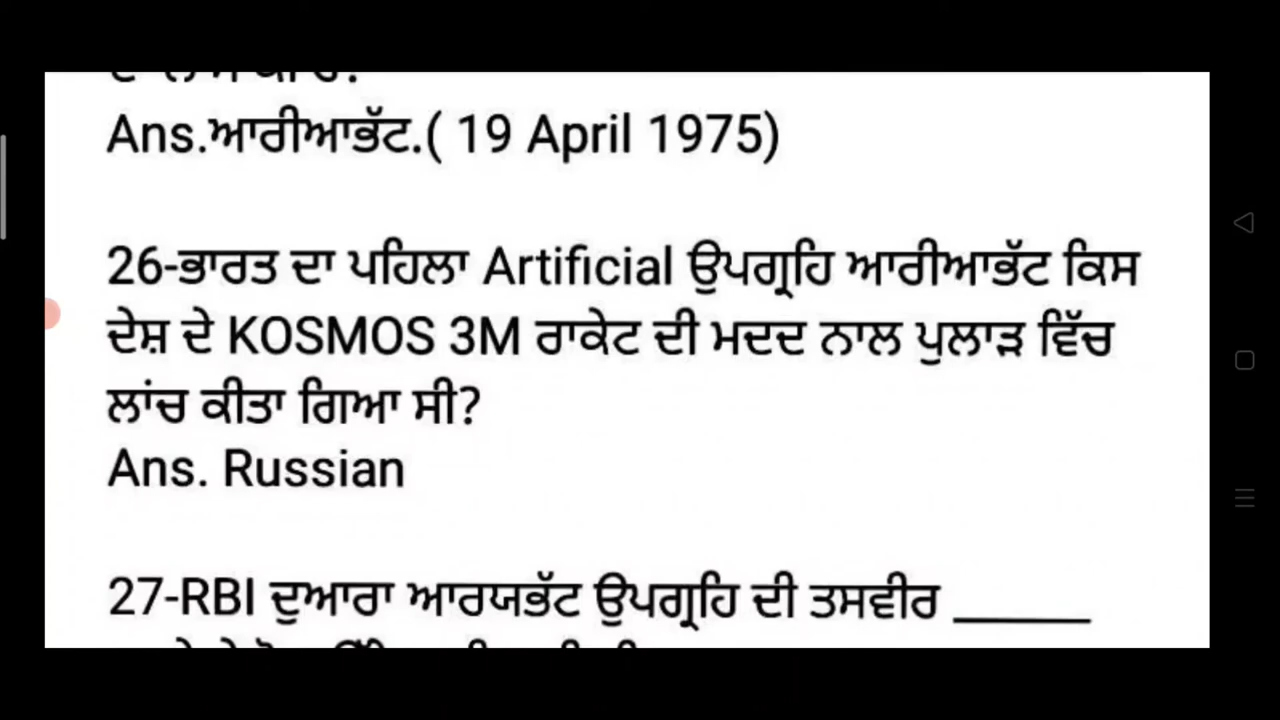 Ans.ਆਰੀਆਭੱਟ.( 19 April 1975)
26-ਭਾਰਤ ਦਾ ਪਹਿਲਾ Artificial ਉਪਗ੍ਰਹਿ ਆਰੀਆਭੱਟ ਕਿਸ
ਦੇਸ਼ ਦੇ KOSMOS 3M ਰਾਕੇਟ ਦੀ ਮਦਦ ਨਾਲ ਪੁਲਾੜ ਵਿੱਚ
ਲਾਂਚ ਕੀਤਾ ਗਿਆ ਸੀ?
Ans. Russian
27-RBI ਦੁਆਰਾ ਆਰਯਭੱਟ ਉਪਗ੍ਰਹਿ ਦੀ ਤਸਵੀਰ ______